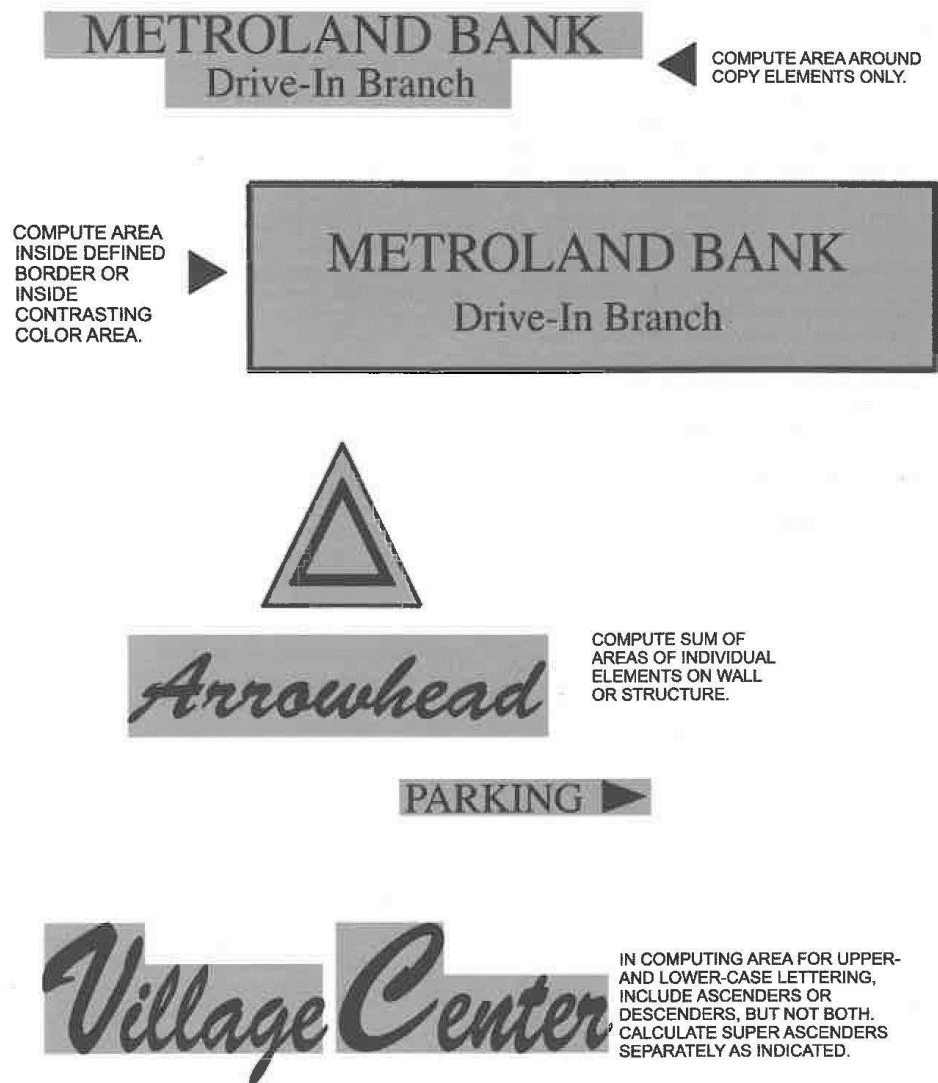 METROLAND BANK
Drive-In Branch
COMPUTE AREA AROUND
COPY ELEMENTS ONLY.
COMPUTE AREA
INSIDE DEFINED
BORDER OR
INSIDE
CONTRASTING
COLOR AREA.
METROLAND BANK
Drive-In Branch
Arrowhead
COMPUTE SUM OF
AREAS OF INDIVIDUAL
ELEMENTS ON WALL
OR STRUCTURE.
PARKING
Village Center
IN COMPUTING AREA FOR UPPER-
AND LOWER-CASE LETTERING,
INCLUDE ASCENDERS OR
DESCENDERS, BUT NOT BOTH.
CALCULATE SUPER ASCENDERS
SEPARATELY AS INDICATED.